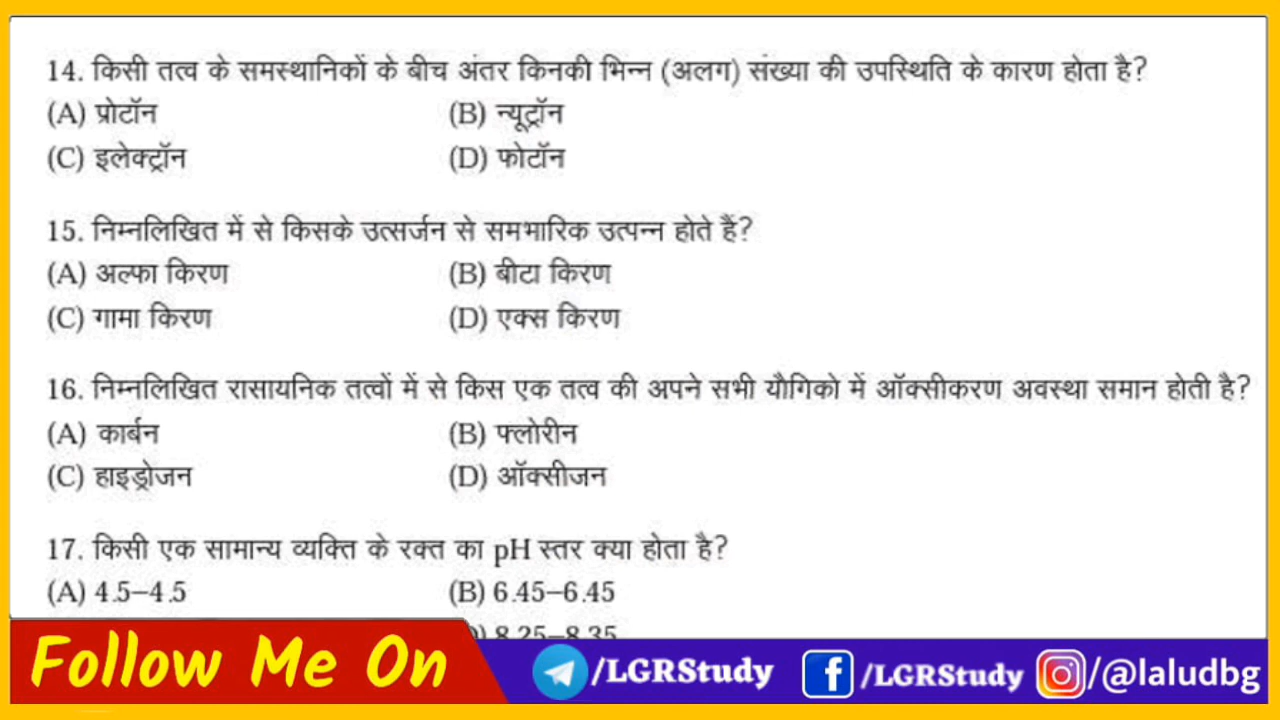 14. किसी तत्व के समस्थानिकों के बीच अंतर किनकी भिन्न (अलग) संख्या की उपस्थिति के कारण होता है?
(A) प्रोटॉन (B) न्यूट्रॉन
(C) इलेक्ट्रॉन (D) फोटॉन
15. निम्नलिखित में से किसके उत्सर्जन से समभारिक उत्पन्न होते हैं?
(A) अल्फा किरण (B) बीटा किरण
(C) गामा किरण (D) एक्स किरण
16. निम्नलिखित रासायनिक तत्वों में से किस एक तत्व की अपने सभी यौगिको में ऑक्सीकरण अवस्था समान होती है?
(A) कार्बन (B) फ्लोरीन
(C) हाइड्रोजन (D) ऑक्सीजन
17. किसी एक सामान्य व्यक्ति के रक्त का pH स्तर क्या होता है?
(A) 4.5–4.5 (B) 6.45–6.45
8.25–8.35
Follow Me On /LGRStudy /LGRStudy /@laludbg